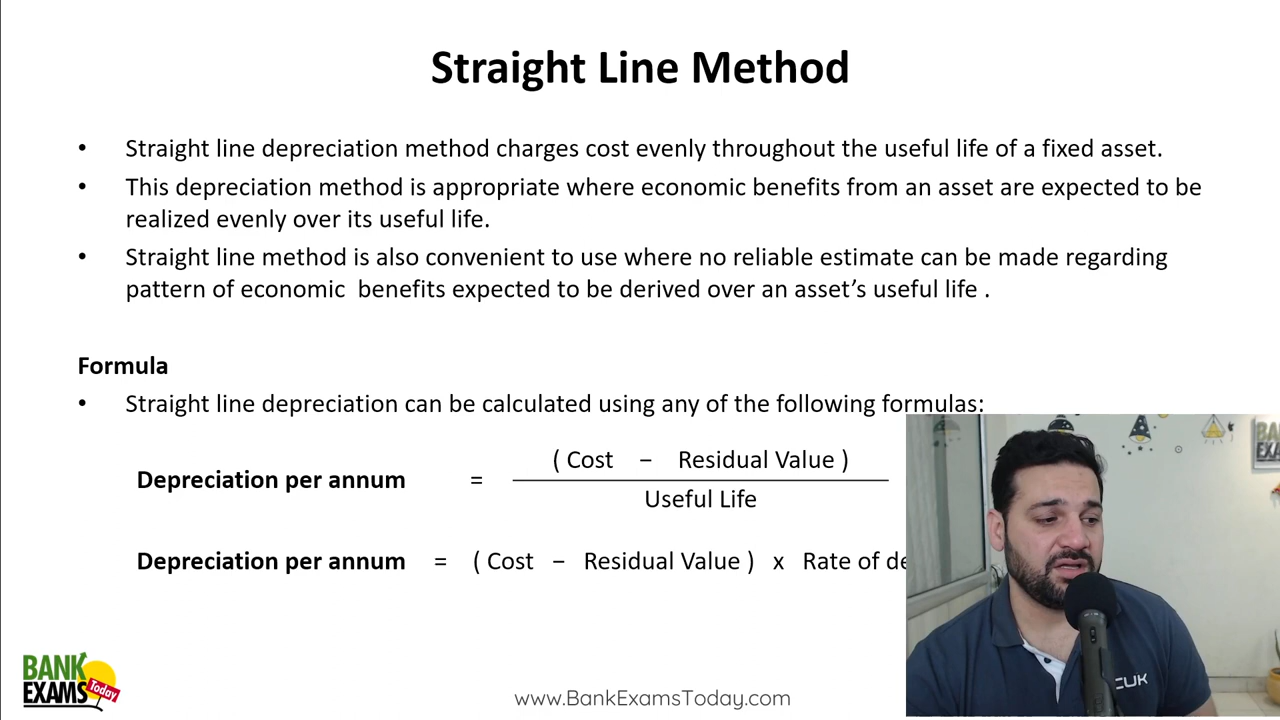 Straight Line Method
• Straight line depreciation method charges cost evenly throughout the useful life of a fixed asset.
• This depreciation method is appropriate where economic benefits from an asset are expected to be
realized evenly over its useful life.
• Straight line method is also convenient to use where no reliable estimate can be made regarding
pattern of economic benefits expected to be derived over an asset’s useful life .
Formula
• Straight line depreciation can be calculated using any of the following formulas:
( Cost − Residual Value )
Depreciation per annum =
Useful Life
Depreciation per annum = ( Cost − Residual Value ) x Rate of de
BANK
EXAMS
Today
www.BankExamsToday.com
BANK
CUK